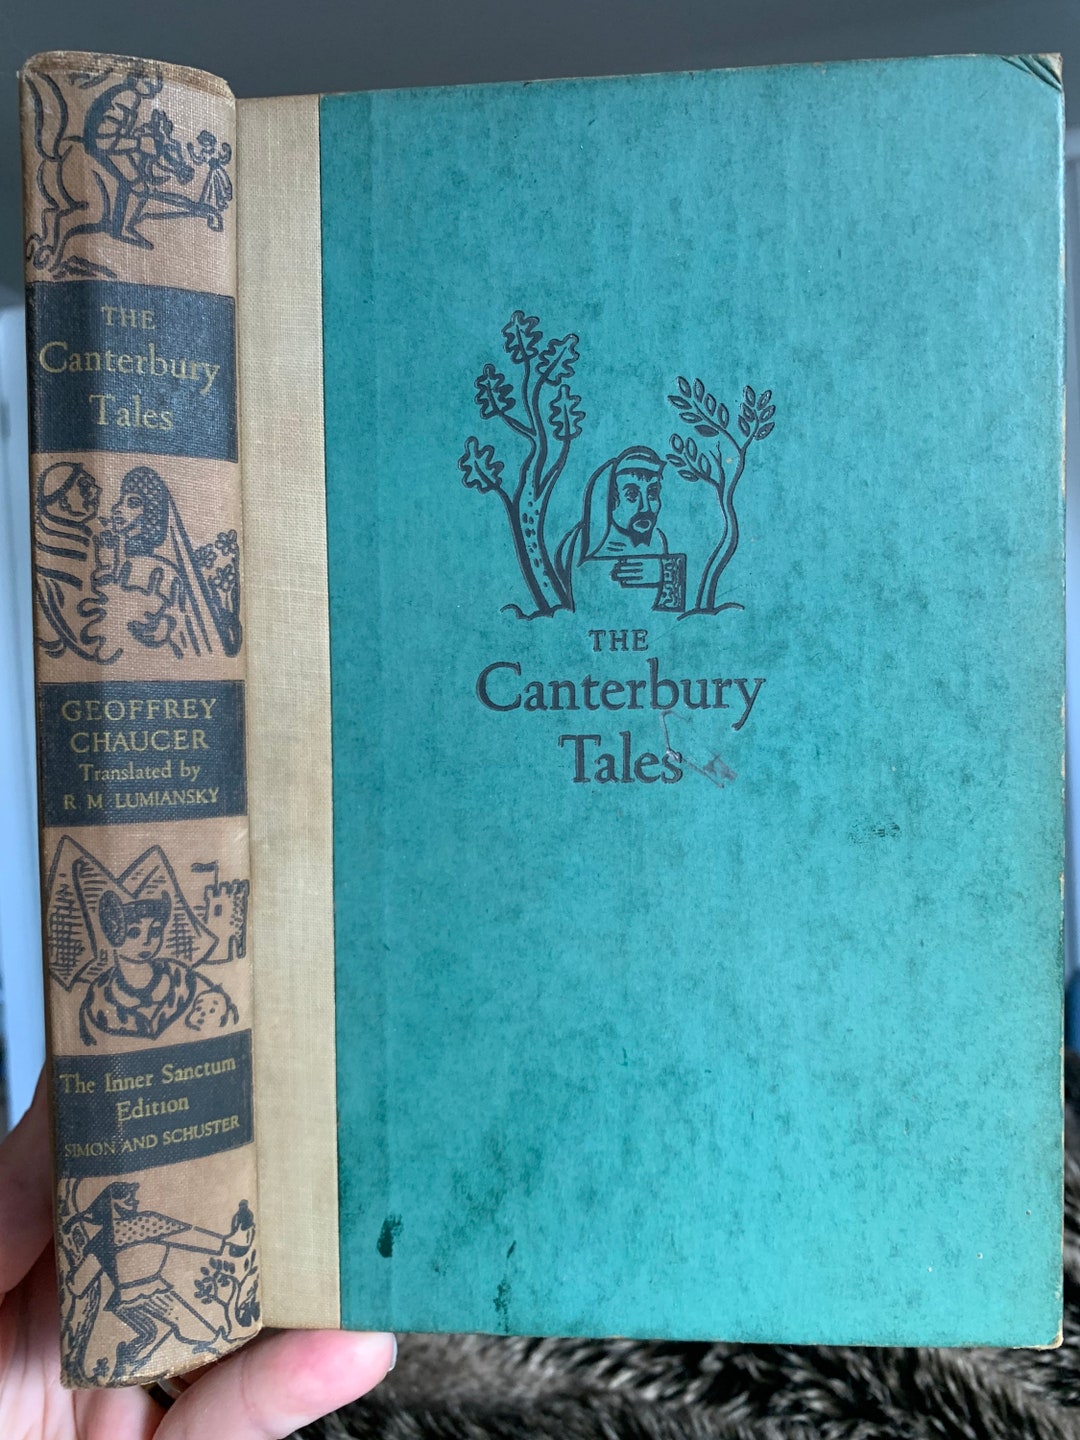 THE
Canterbury
Tales
GEOFFREY
CHAUCER
Translated by
R. M. LUMIANSKY
The Inner Sanctum
Edition
SIMON AND SCHUSTER
THE
Canterbury
Tales